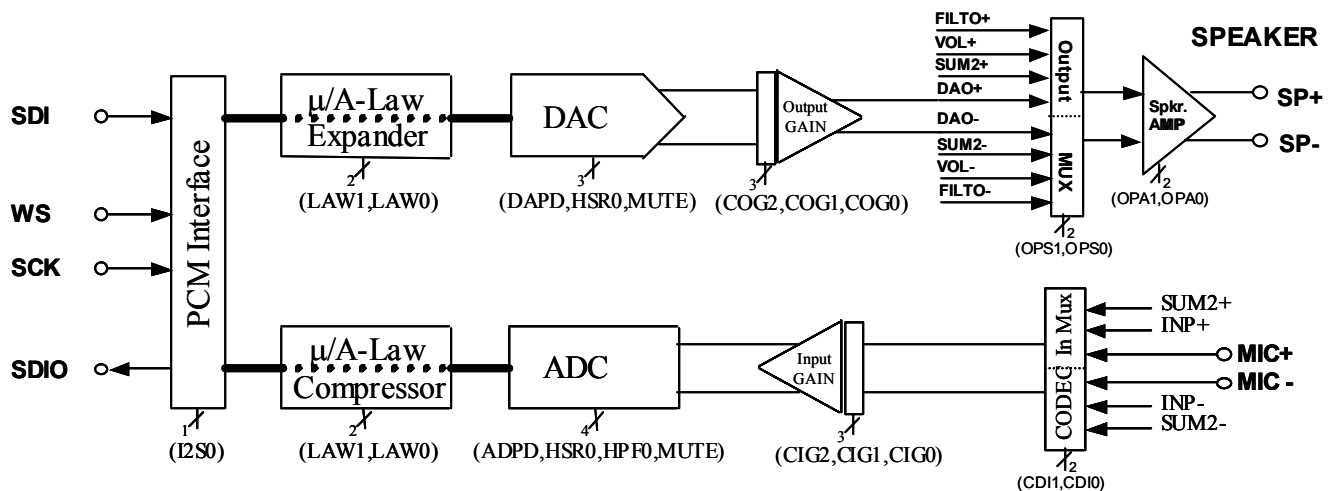 SPEAKER
FILTO+
VOL+
SUM2+
DAO+
DAO-
SUM2-
VOL-
FILTO-
Output
MUX
2
(OPS1,OPS0)
Spkr.
AMP
2
(OPA1,OPA0)
SP+
SP-
SDI
WS
SCK
SDIO
PCM Interface
1
(I2S0)
µ/A-Law
Expander
2
(LAW1,LAW0)
DAC
3
(DAPD,HSR0,MUTE)
Output
GAIN
3
(COG2,COG1,COG0)
µ/A-Law
Compressor
2
(LAW1,LAW0)
ADC
4
(ADPD,HSR0,HPF0,MUTE)
Input
GAIN
3
(CIG2,CIG1,CIG0)
CODEC In Mux
2
(CDI1,CDI0)
SUM2+
INP+
MIC+
MIC -
INP-
SUM2-